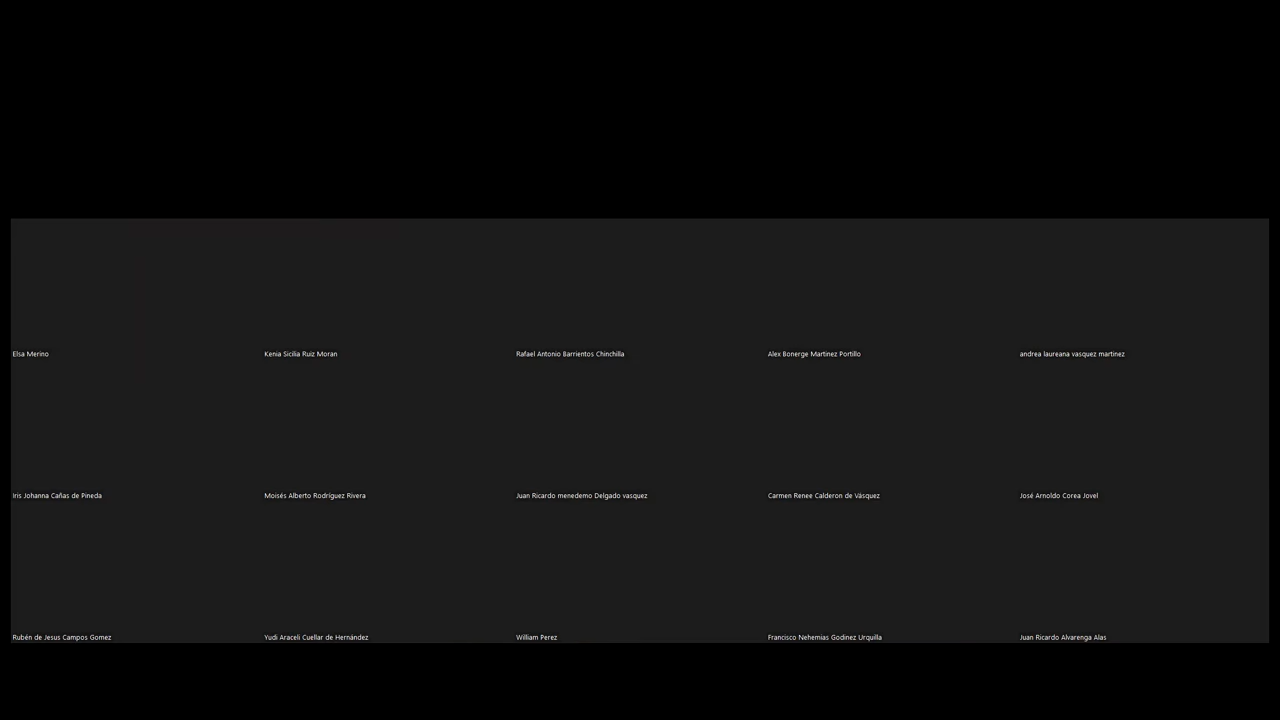 Elsa Merino
Kenia Sicilia Ruiz Moran
Rafael Antonio Barrientos Chinchilla
Alex Bonerge Martinez Portillo
andrea laureana vasquez martinez
Iris Johanna Cañas de Pineda
Moisés Alberto Rodríguez Rivera
Juan Ricardo menedemo Delgado vasquez
Carmen Renee Calderon de Vásquez
José Arnoldo Corea Jovel
Rubén de Jesus Campos Gomez
Yudi Araceli Cuellar de Hernández
William Perez
Francisco Nehemias Godínez Urquilla
Juan Ricardo Alvarenga Alas